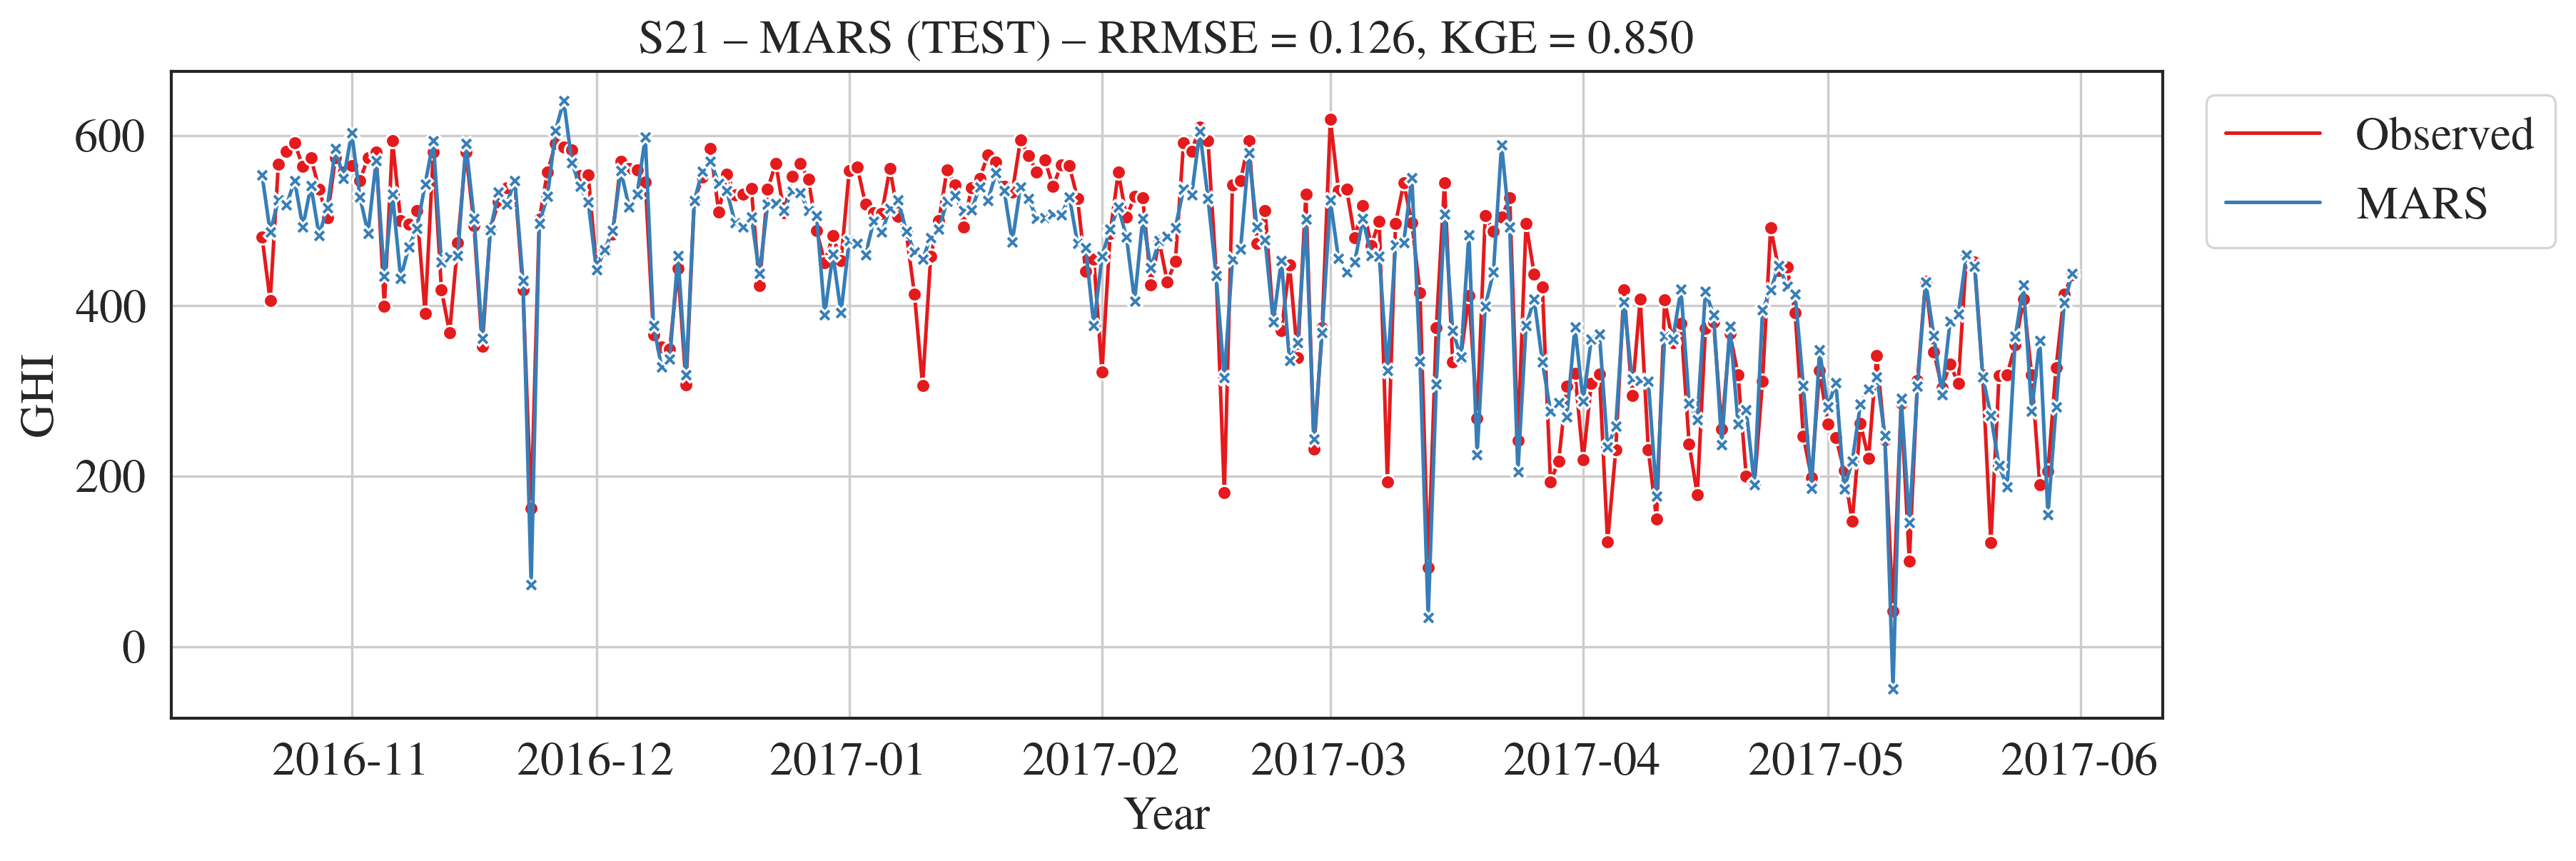 S21 – MARS (TEST) – RRMSE = 0.126, KGE = 0.850
Observed
MARS
GHI
600
400
200
0
2016-11 2016-12 2017-01 2017-02 2017-03 2017-04 2017-05 2017-06
Year